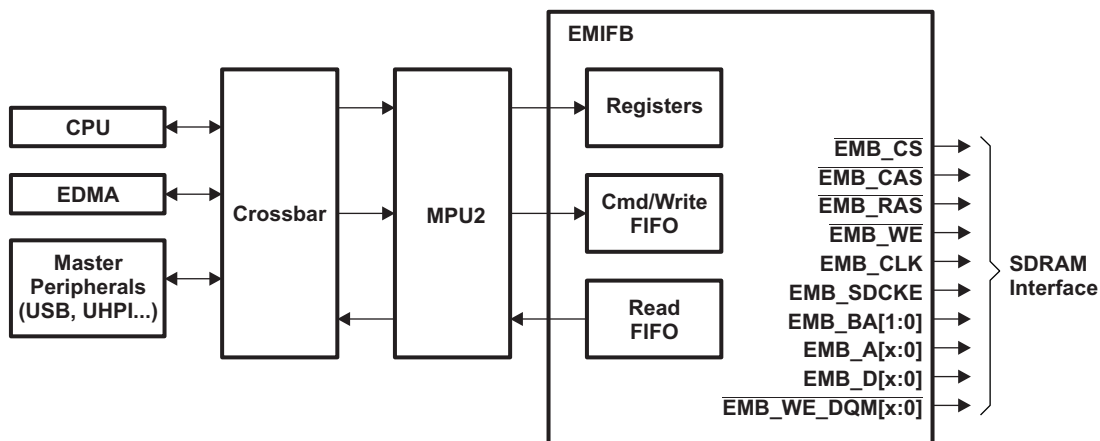 EMIFB
CPU
EDMA
Master
Peripherals
(USB, UHPI...)
Crossbar
MPU2
Registers
Cmd/Write
FIFO
Read
FIFO
EMB_CS
EMB_CAS
EMB_RAS
EMB_WE
EMB_CLK
EMB_SDCKE
EMB_BA[1:0]
EMB_A[x:0]
EMB_D[x:0]
EMB_WE_DQM[x:0]
SDRAM
Interface